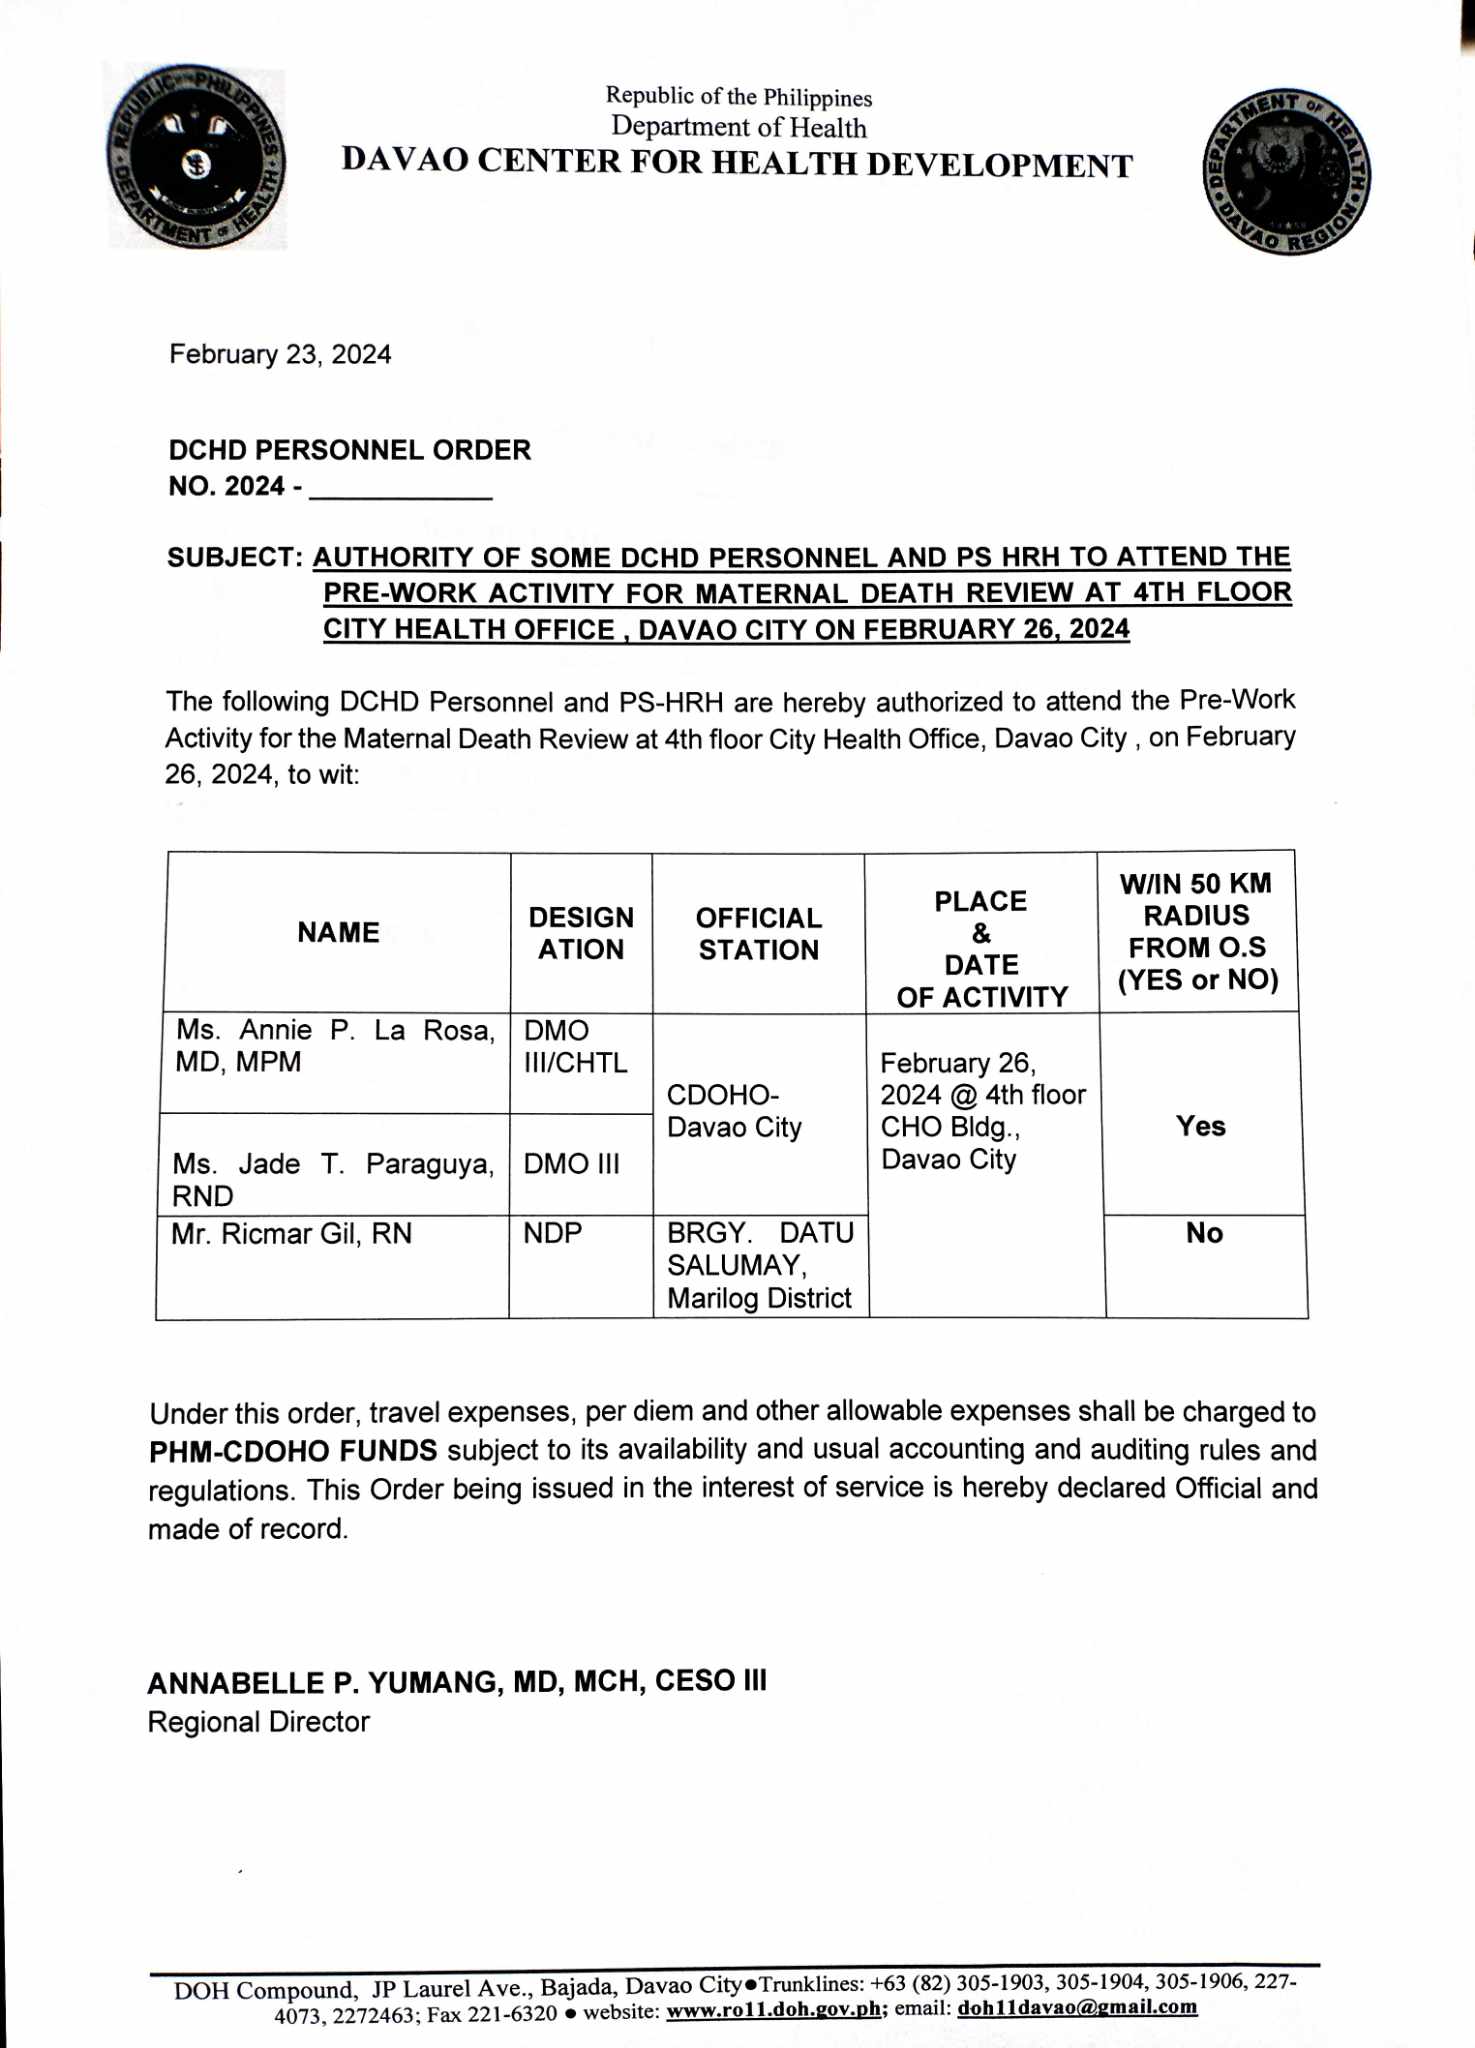 REPUBLIC PHILIPPINES
DEPARTMENT OF HEALTH
Republic of the Philippines
Department of Health
DAVAO CENTER FOR HEALTH DEVELOPMENT
DEPARTMENT OF HEALTH
DAVAO REGION
February 23, 2024
DCHD PERSONNEL ORDER
NO. 2024 - ____________
SUBJECT: AUTHORITY OF SOME DCHD PERSONNEL AND PS HRH TO ATTEND THE
PRE-WORK ACTIVITY FOR MATERNAL DEATH REVIEW AT 4TH FLOOR
CITY HEALTH OFFICE , DAVAO CITY ON FEBRUARY 26, 2024
The following DCHD Personnel and PS-HRH are hereby authorized to attend the Pre-Work
Activity for the Maternal Death Review at 4th floor City Health Office, Davao City , on February
26, 2024, to wit:
NAME
DESIGN
ATION
OFFICIAL
STATION
PLACE
&
DATE
OF ACTIVITY
W/IN 50 KM
RADIUS
FROM O.S
(YES or NO)
Ms. Annie P. La Rosa,
MD, MPM
DMO
III/CHTL
CDOHO-
Davao City
February 26,
2024 @ 4th floor
CHO Bldg.,
Davao City
Yes
Ms. Jade T. Paraguya,
RND
DMO III
Mr. Ricmar Gil, RN
NDP
BRGY. DATU
SALUMAY,
Marilog District
No
Under this order, travel expenses, per diem and other allowable expenses shall be charged to
PHM-CDOHO FUNDS subject to its availability and usual accounting and auditing rules and
regulations. This Order being issued in the interest of service is hereby declared Official and
made of record.
ANNABELLE P. YUMANG, MD, MCH, CESO III
Regional Director
DOH Compound, JP Laurel Ave., Bajada, Davao City●Trunklines: +63 (82) 305-1903, 305-1904, 305-1906, 227-
4073, 2272463; Fax 221-6320 ● website: www.ro11.doh.gov.ph; email: doh11davao@gmail.com